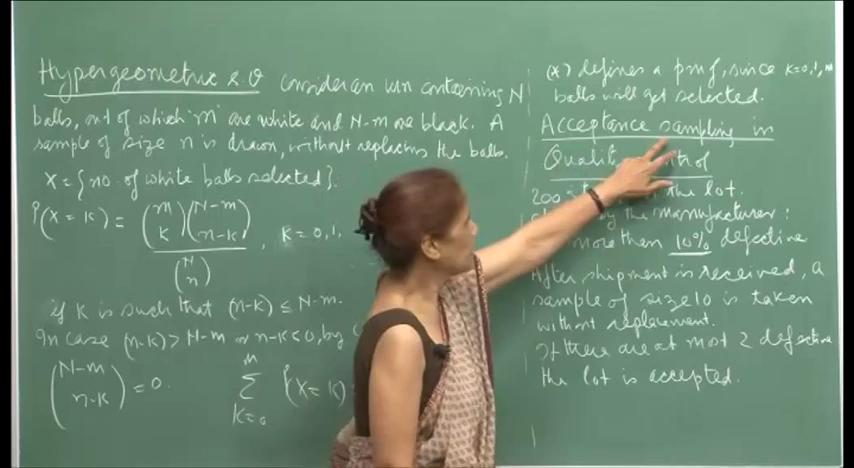 Hypergeometric r.v consider an urn containing N
balls, out of which 'm' are white and N-m are black. A
sample of size n is drawn, without replacing the balls.
X = {no. of white balls selected}.
P(X = K) = (m K)(N-m n-K) / (N n), K = 0, 1,
if K is such that (n-K) ≤ N-m.
In case (n-K) > N-m or n-K < 0, by
(N-m n-K) = 0. m Σ K=0 P(X = K)
(X) defines a pmf, since K=0,1,
balls will get selected.
Acceptance sampling in
Quality
200 the lot.
by the manufacturer:
more than 10% defective
After shipment is received, a
sample of size 10 is taken
without replacement.
If there are at most 2 defective
the lot is accepted.